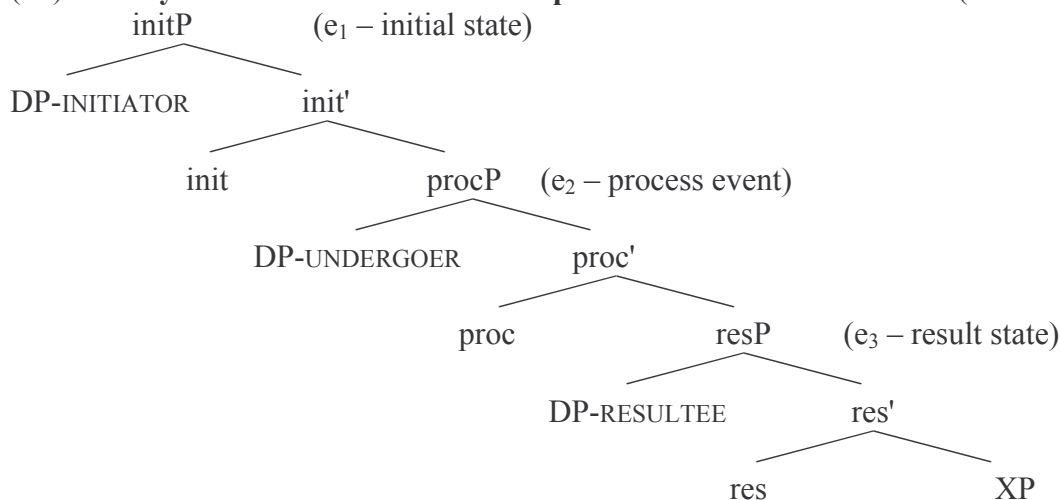 initP (e₁ – initial state)
DP-INITIATOR init'
init procP (e₂ – process event)
DP-UNDERGOER proc'
proc resP (e₃ – result state)
DP-RESULTEE res'
res XP